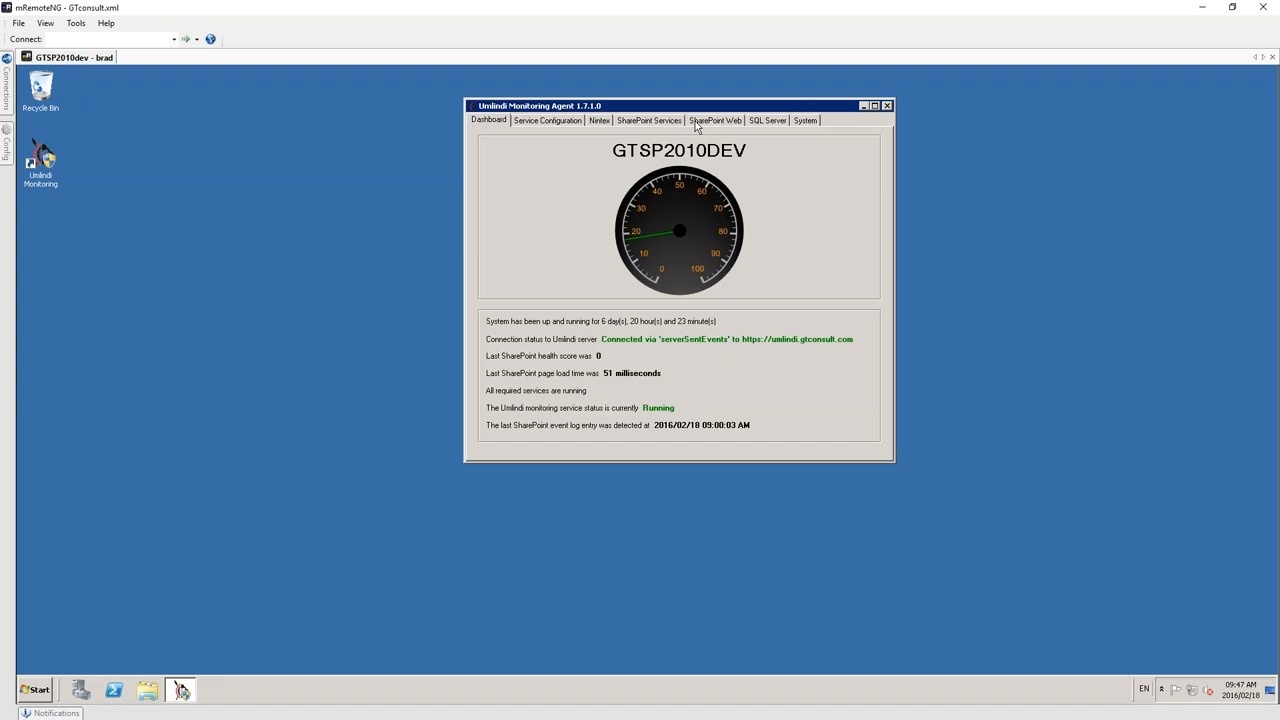 mRemoteNG - GTconsult.xml
File View Tools Help
Connect:
GTSP2010dev - brad
Connections
Config
Recycle Bin
Umlindi
Monitoring
Umlindi Monitoring Agent 1.7.1.0
Dashboard Service Configuration Nintex SharePoint Services SharePoint Web SQL Server System
GTSP2010DEV
0 10 20 30 40 50 60 70 80 90 100
System has been up and running for 6 day(s), 20 hour(s) and 23 minute(s)
Connection status to Umlindi server Connected via 'serverSentEvents' to https://umlindi.gtconsult.com
Last SharePoint health score was 0
Last SharePoint page load time was 51 milliseconds
All required services are running
The Umlindi monitoring service status is currently Running
The last SharePoint event log entry was detected at 2016/02/18 09:00:03 AM
Start
EN
09:47 AM
2016/02/18
Notifications